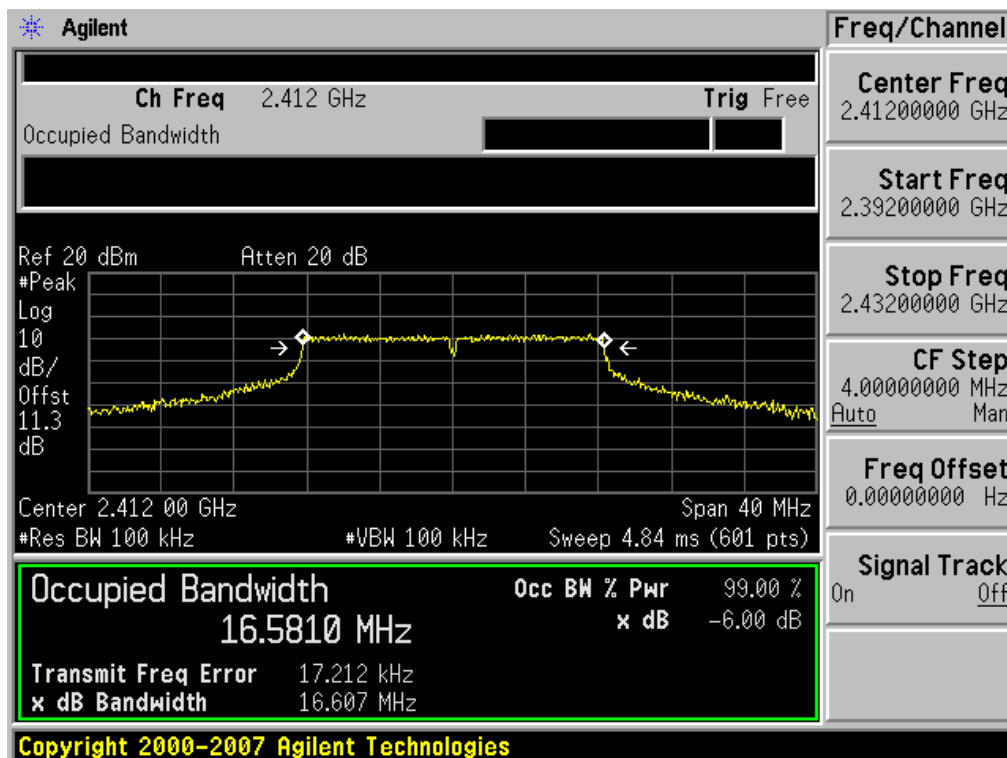 Agilent
Freq/Channel
Ch Freq 2.412 GHz Trig Free
Occupied Bandwidth
Center Freq
2.41200000 GHz
Start Freq
2.39200000 GHz
Stop Freq
2.43200000 GHz
CF Step
4.00000000 MHz
Auto Man
Freq Offset
0.00000000 Hz
Signal Track
On Off
Ref 20 dBm Atten 20 dB
#Peak
Log
10
dB/
Offst
11.3
dB
Center 2.412 00 GHz Span 40 MHz
#Res BW 100 kHz #VBW 100 kHz Sweep 4.84 ms (601 pts)
Occupied Bandwidth Occ BW % Pwr 99.00 %
16.5810 MHz x dB -6.00 dB
Transmit Freq Error 17.212 kHz
x dB Bandwidth 16.607 MHz
Copyright 2000-2007 Agilent Technologies